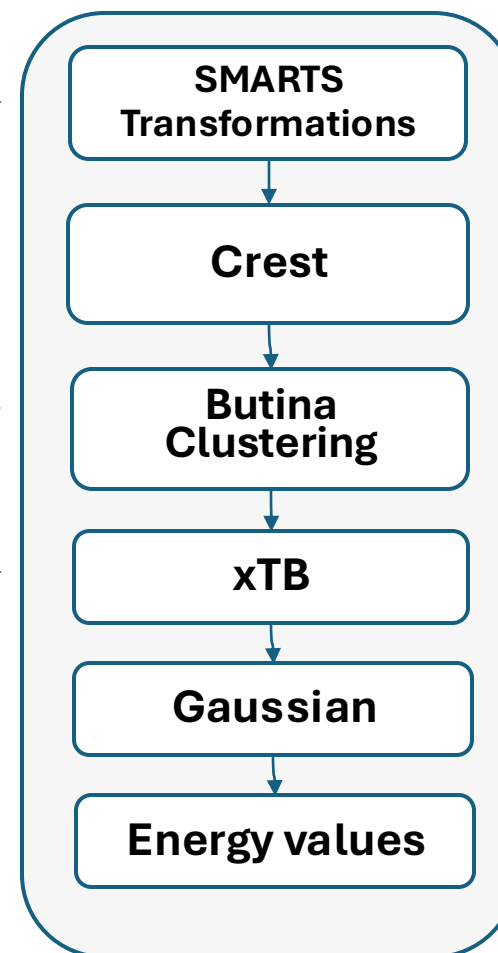 SMARTS
Transformations
Crest
Butina
Clustering
xTB
Gaussian
Energy values